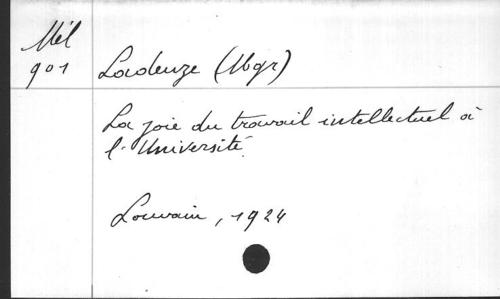 Mél
901
Ladeuze (Mgr)
La joie du travail intellectuel à
l'Université.
Louvain, 1924